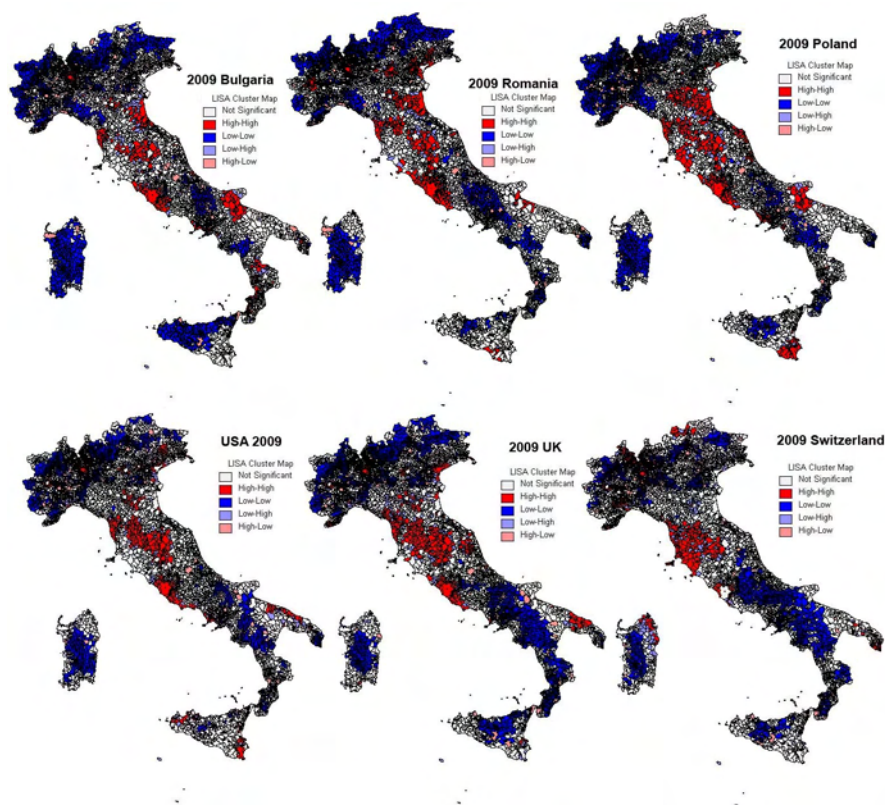 2009 Bulgaria
LISA Cluster Map
Not Significant
High-High
Low-Low
Low-High
High-Low
2009 Romania
LISA Cluster Map
Not Significant
High-High
Low-Low
Low-High
High-Low
2009 Poland
LISA Cluster Map
Not Significant
High-High
Low-Low
Low-High
High-Low
USA 2009
LISA Cluster Map
Not Significant
High-High
Low-Low
Low-High
High-Low
2009 UK
LISA Cluster Map
Not Significant
High-High
Low-Low
Low-High
High-Low
2009 Switzerland
LISA Cluster Map
Not Significant
High-High
Low-Low
Low-High
High-Low